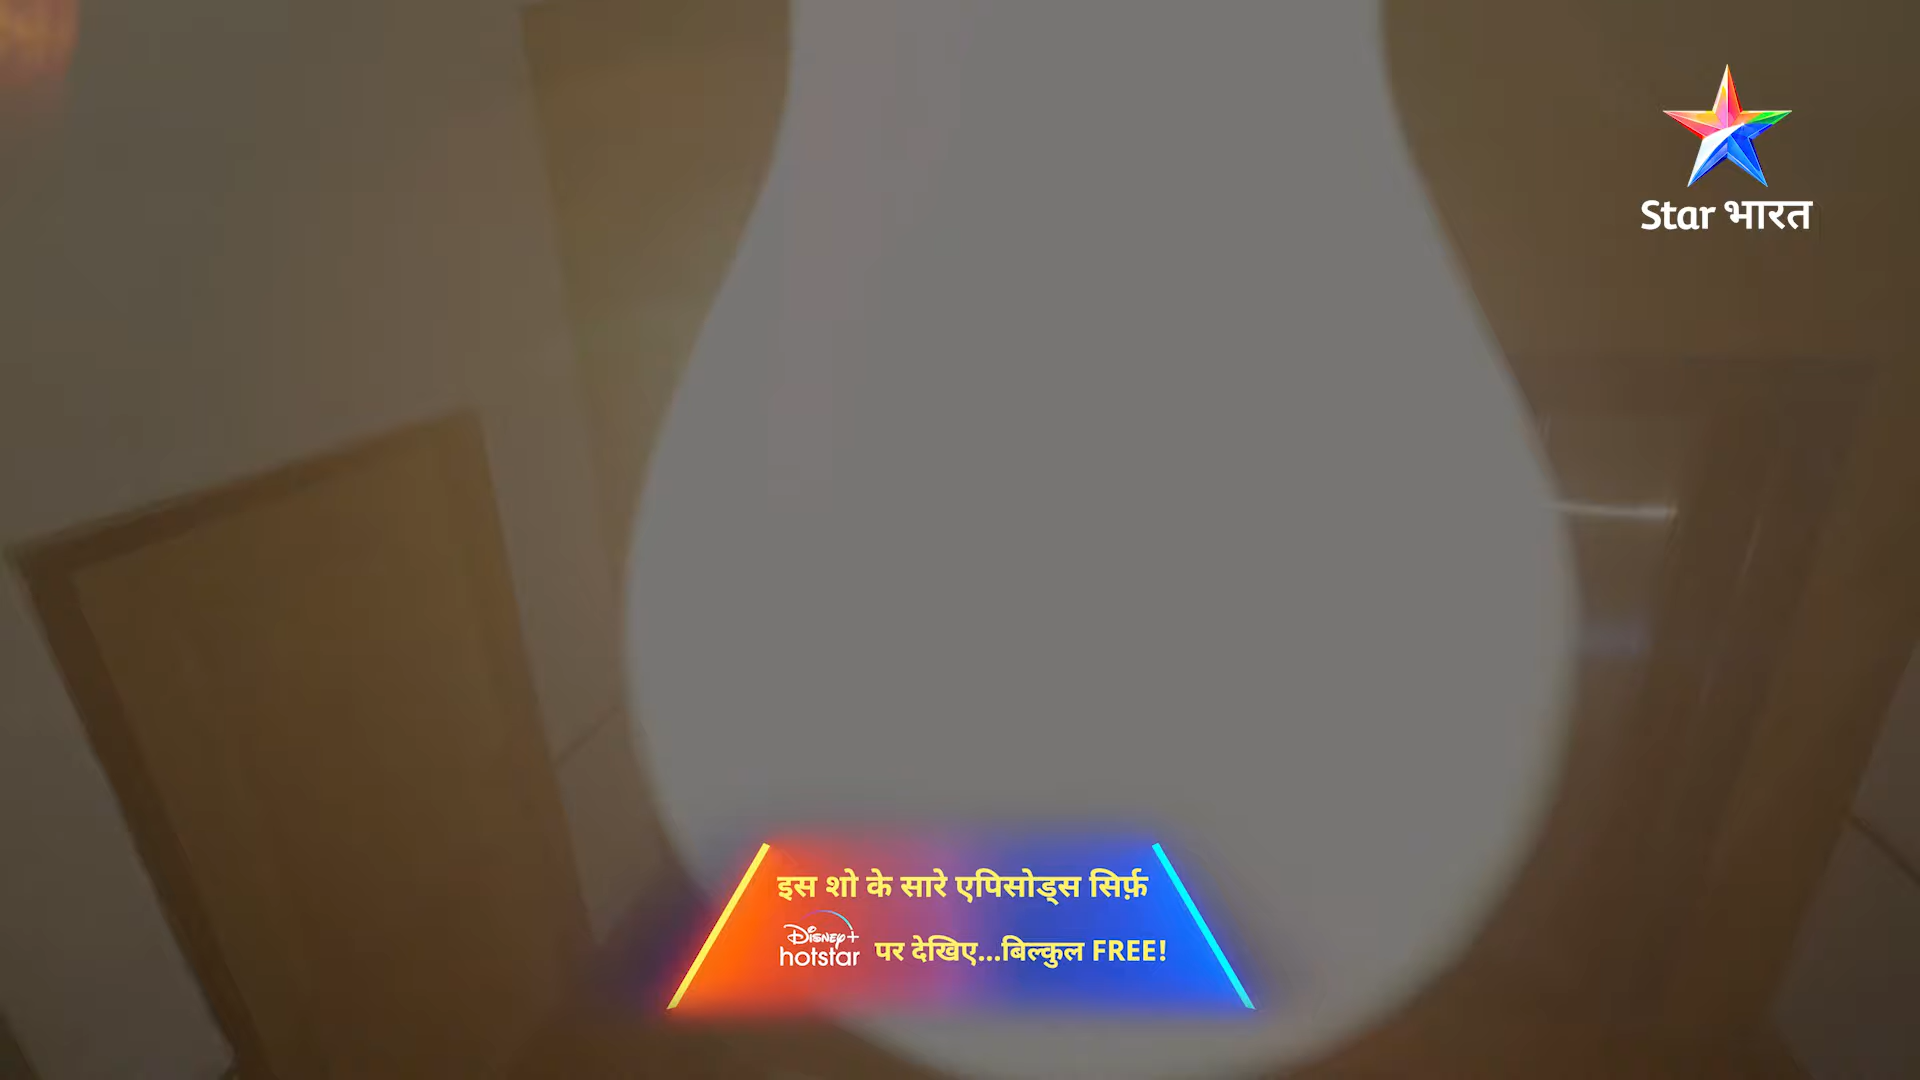 Star भारत
इस शो के सारे एपिसोड्स सिर्फ़
Disney+ hotstar पर देखिए...बिल्कुल FREE!